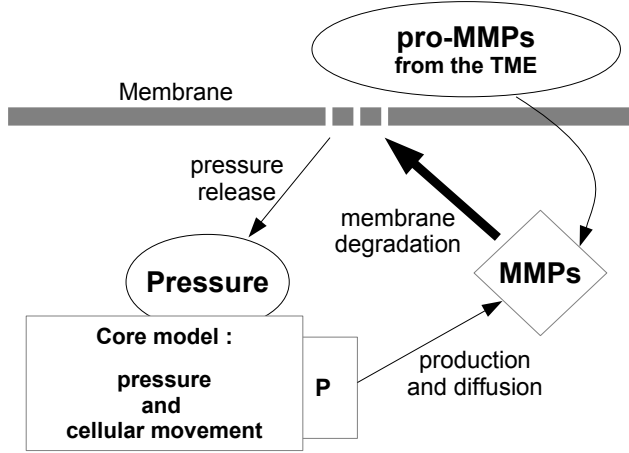 pro-MMPs
from the TME
Membrane
pressure
release
membrane
degradation
Pressure
MMPs
Core model :
pressure
and
cellular movement
P
production
and diffusion